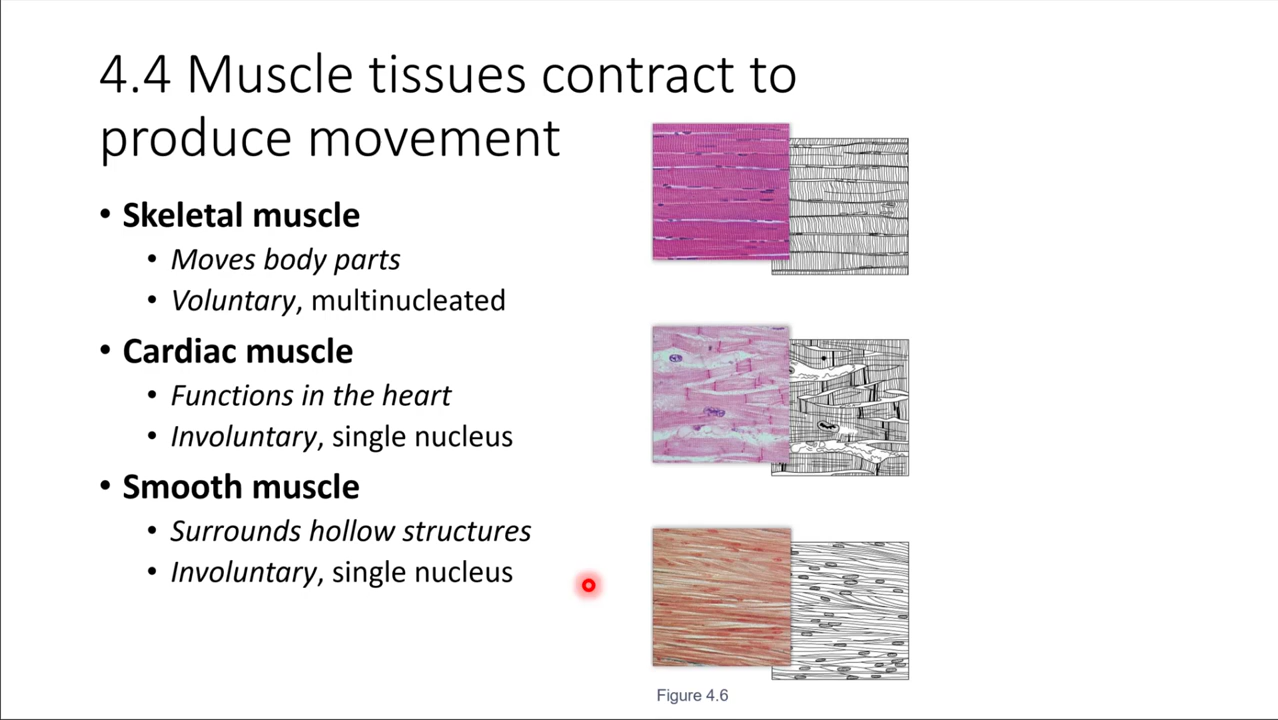 4.4 Muscle tissues contract to
produce movement
• Skeletal muscle
• Moves body parts
• Voluntary, multinucleated
• Cardiac muscle
• Functions in the heart
• Involuntary, single nucleus
• Smooth muscle
• Surrounds hollow structures
• Involuntary, single nucleus
Figure 4.6